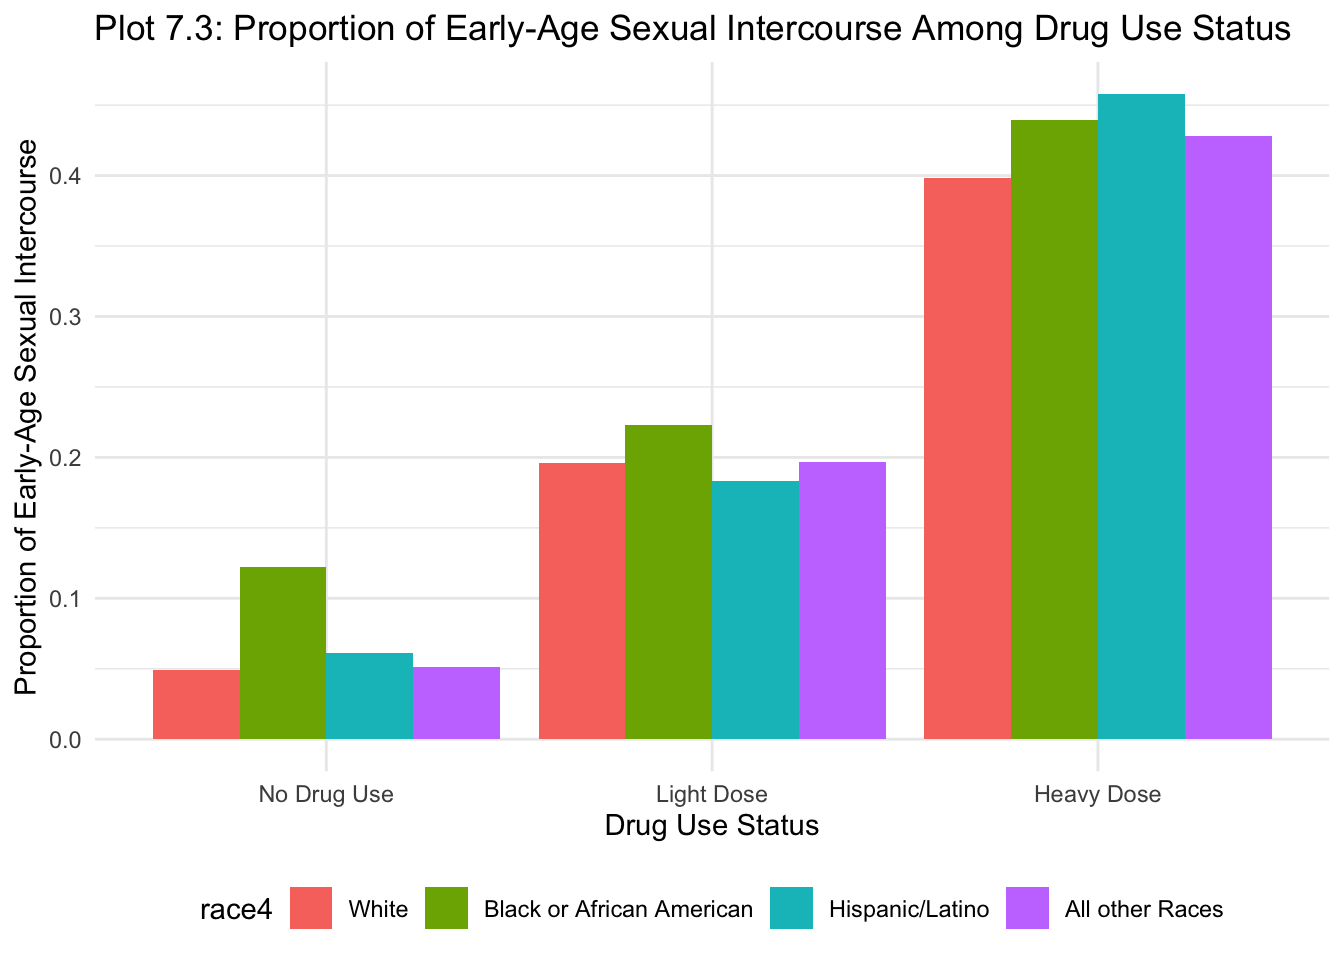 Plot 7.3: Proportion of Early-Age Sexual Intercourse Among Drug Use Status
Proportion of Early-Age Sexual Intercourse
0.4
0.3
0.2
0.1
0.0
No Drug Use Light Dose Heavy Dose
Drug Use Status
race4 White Black or African American Hispanic/Latino All other Races